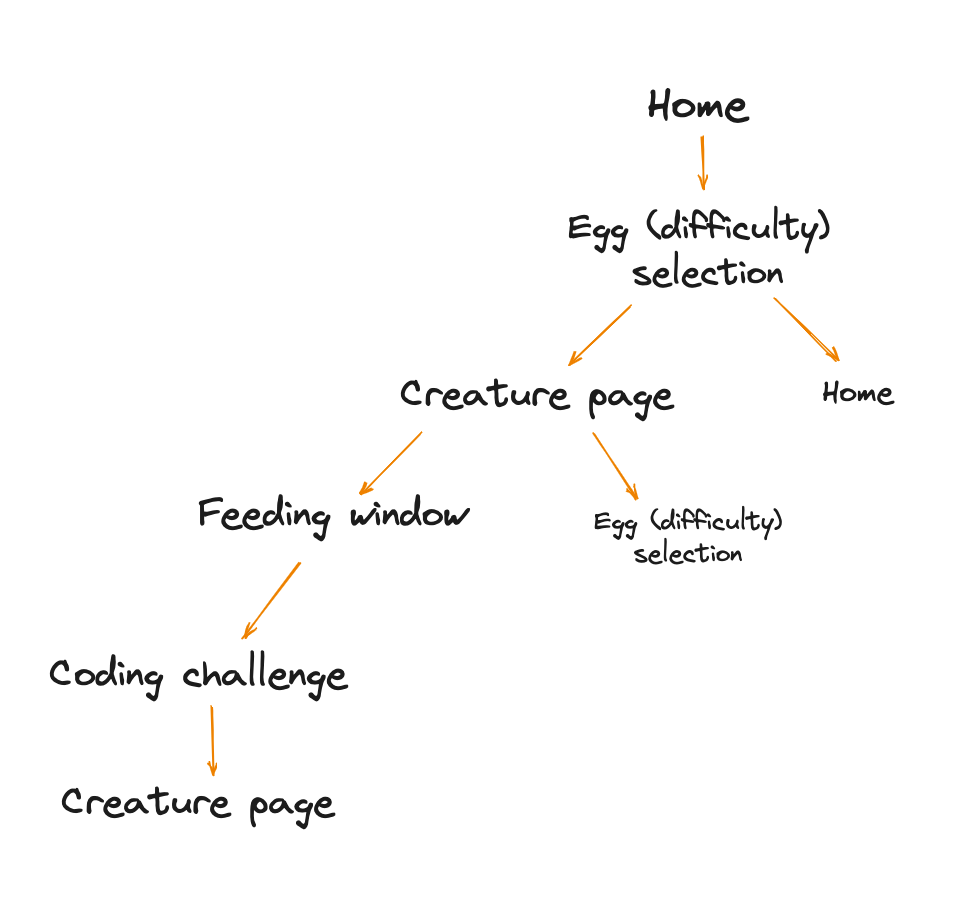 Home
Egg (difficulty)
selection
Creature page
Home
Feeding window
Egg (difficulty)
selection
Coding challenge
Creature page